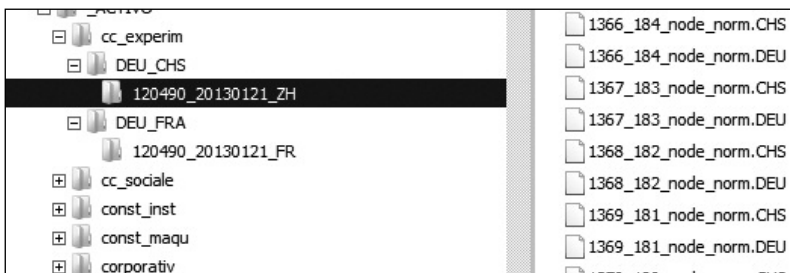 _ACTIVO
cc_experim
DEU_CHS
120490_20130121_ZH
DEU_FRA
120490_20130121_FR
cc_sociale
const_inst
const_maqu
corporativ
1366_184_node_norm.CHS
1366_184_node_norm.DEU
1367_183_node_norm.CHS
1367_183_node_norm.DEU
1368_182_node_norm.CHS
1368_182_node_norm.DEU
1369_181_node_norm.CHS
1369_181_node_norm.DEU